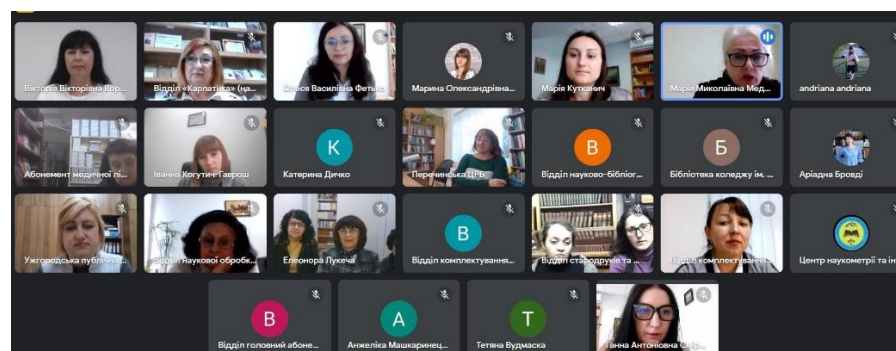 Вікторія Вікторівна Вор...
Відділ «Карпатика» (на...
Олеся Василівна Фетько
Марина Олександрівна...
Марія Кутканич
Марія Миколаївна Мед...
andriana andriana
Абонемент медичної лі...
Іванна Когутич-Гаврош
К
Катерина Дичко
Перечинська ЦРБ
В
Відділ науково-бібліог...
Б
Бібліотека коледжу ім. ...
Аріадна Бровді
Ужгородська публічна
Відділ наукової обробк...
Елеонора Лукеча
В
Відділ комплектування...
Відділ стародруків та
Відділ комплектування...
Центр наукометрії та ін
В
Відділ головний абоне...
А
Анжеліка Машкаринец...
Т
Тетяна Вудмаска
Ганна Антоніовна